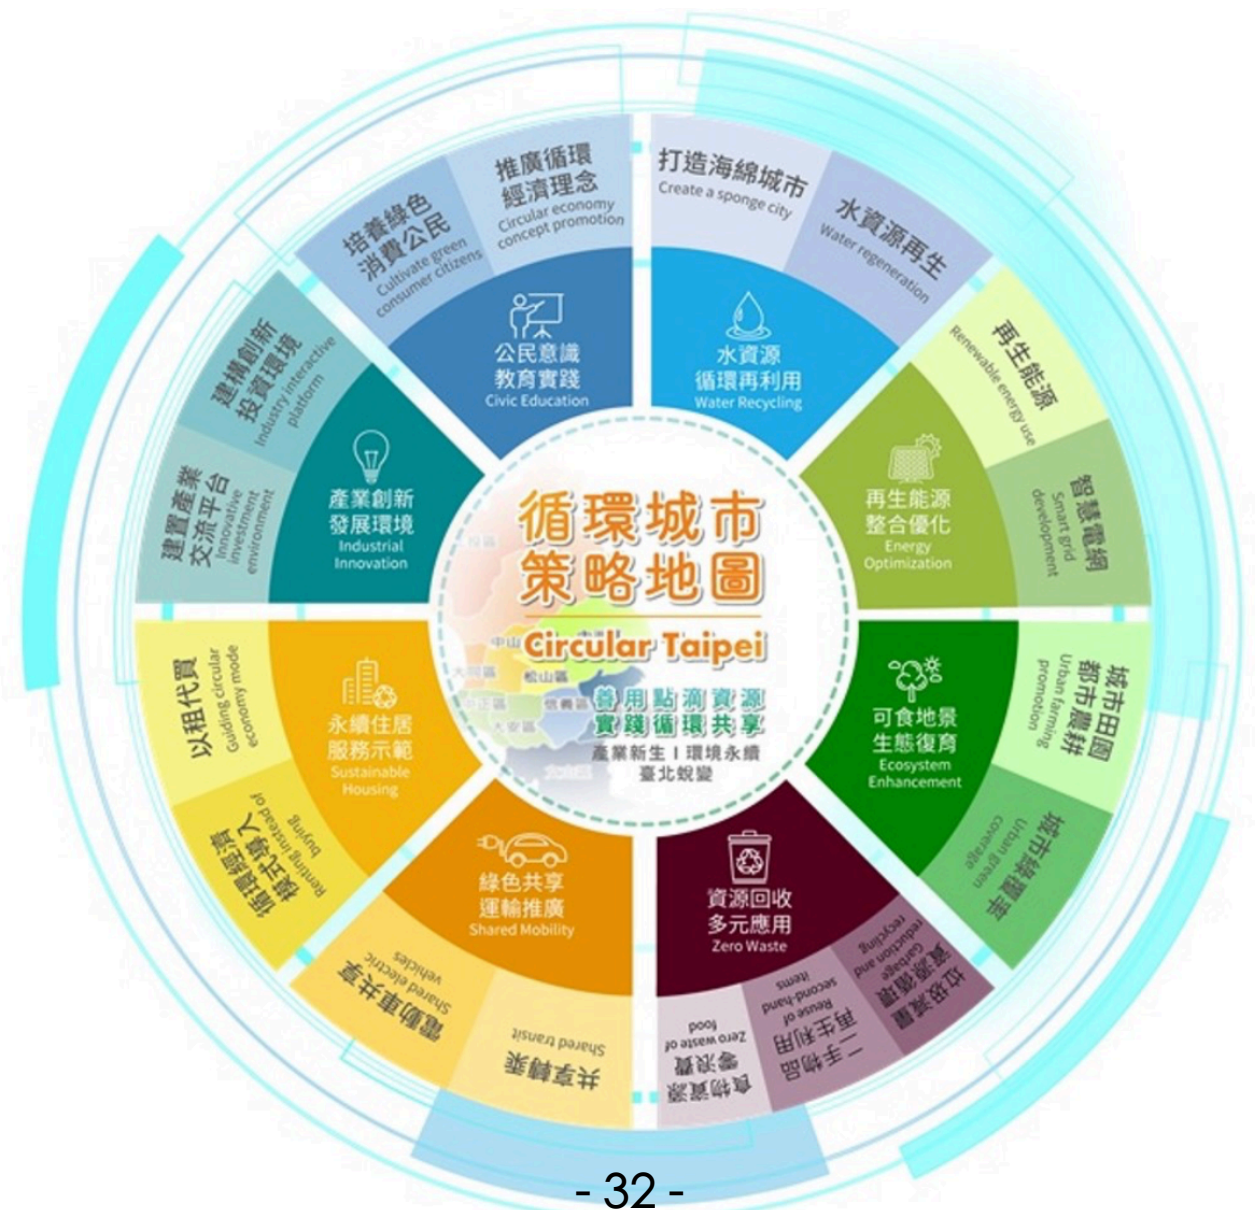 循環城市
策略地圖
Circular Taipei
善用點滴資源
實踐循環共享
產業新生 I 環境永續
臺北蛻變
中山
松山區
信義區
大安區
水資源
循環再利用
Water Recycling
打造海綿城市
Create a sponge city
水資源再生
Water regeneration
再生能源
整合優化
Energy
Optimization
再生能源
Renewable energy use
智慧電網
Smart grid
development
可食地景
生態復育
Ecosystem
Enhancement
城市田園
都市農耕
Urban farming
promotion
城市綠覆率
Urban green
coverage
資源回收
多元應用
Zero Waste
垃圾減量
資源循環
Garbage
reduction and
recycling
二手物品
再生利用
Reuse of
second-hand
items
食物資源
零浪費
Zero waste of
food
綠色共享
運輸推廣
Shared Mobility
共享轉乘
Shared transit
電動車共享
Shared electric
vehicles
永續住居
服務示範
Sustainable
Housing
循環經濟
模式導入
Renting instead of
buying
以租代買
Guiding circular
economy mode
產業創新
發展環境
Industrial
Innovation
建置產業
交流平台
Innovative
investment
environment
建構創新
投資環境
Industry interactive
platform
公民意識
教育實踐
Civic Education
培養綠色
消費公民
Cultivate green
consumer citizens
推廣循環
經濟理念
Circular economy
concept promotion
- 32 -